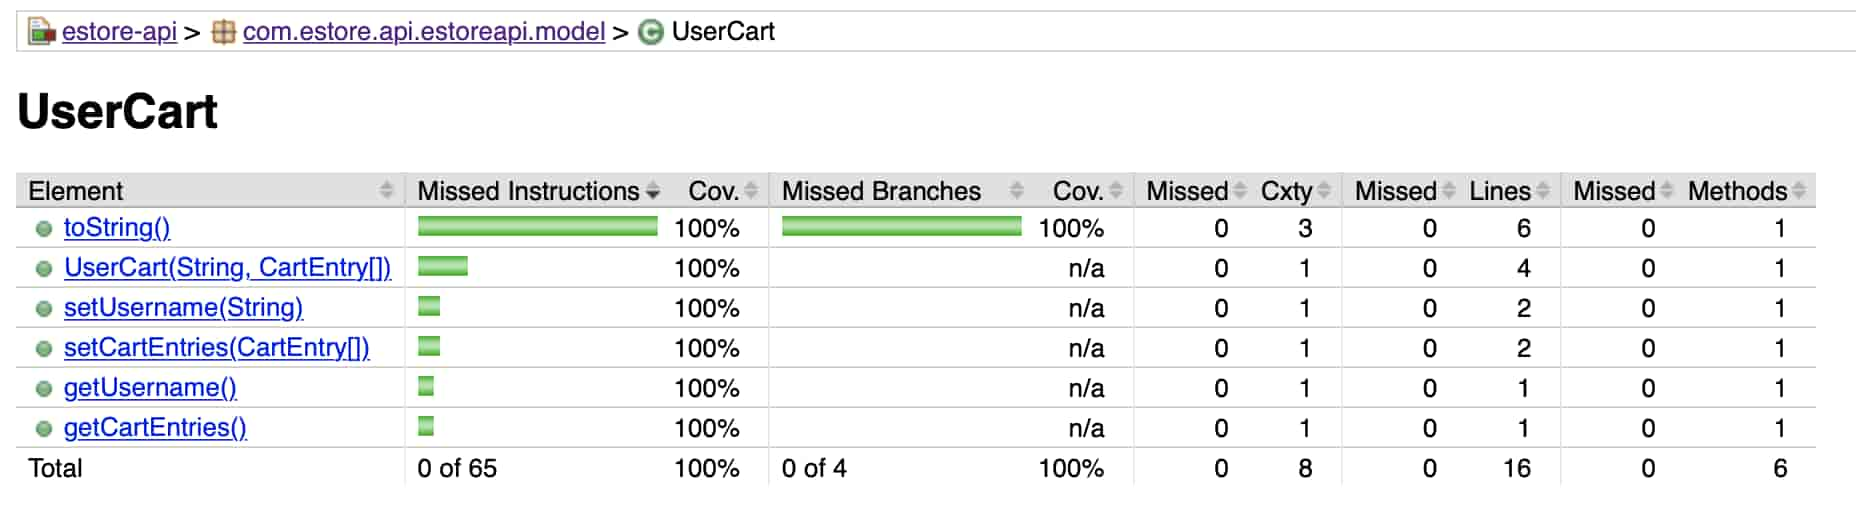 estore-api > com.estore.api.estoreapi.model > UserCart
UserCart
Element Missed Instructions Cov. Missed Branches Cov. Missed Cxty Missed Lines Missed Methods
toString() 100% 100% 0 3 0 6 0 1
UserCart(String, CartEntry[]) 100% n/a 0 1 0 4 0 1
setUsername(String) 100% n/a 0 1 0 2 0 1
setCartEntries(CartEntry[]) 100% n/a 0 1 0 2 0 1
getUsername() 100% n/a 0 1 0 1 0 1
getCartEntries() 100% n/a 0 1 0 1 0 1
Total 0 of 65 100% 0 of 4 100% 0 8 0 16 0 6